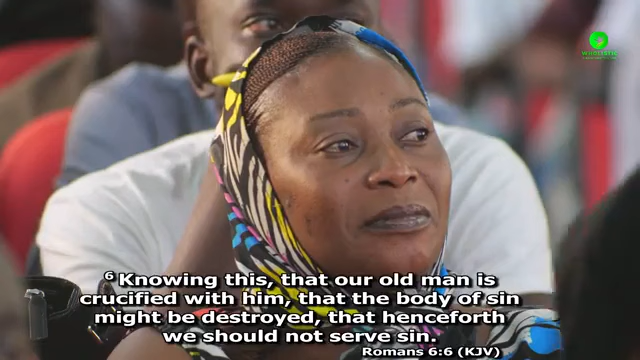 6 Knowing this, that our old man is
crucified with him, that the body of sin
might be destroyed, that henceforth
we should not serve sin.
Romans 6:6 (KJV)